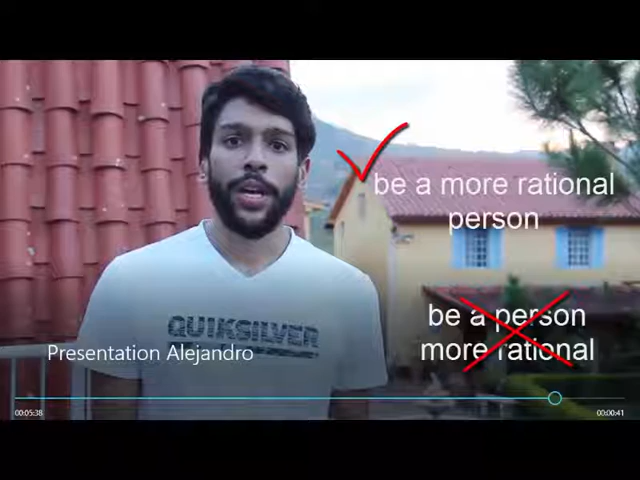 be a more rational
person
be a person
more rational
QUIKSILVER
Presentation Alejandro
00:05:38
00:00:41